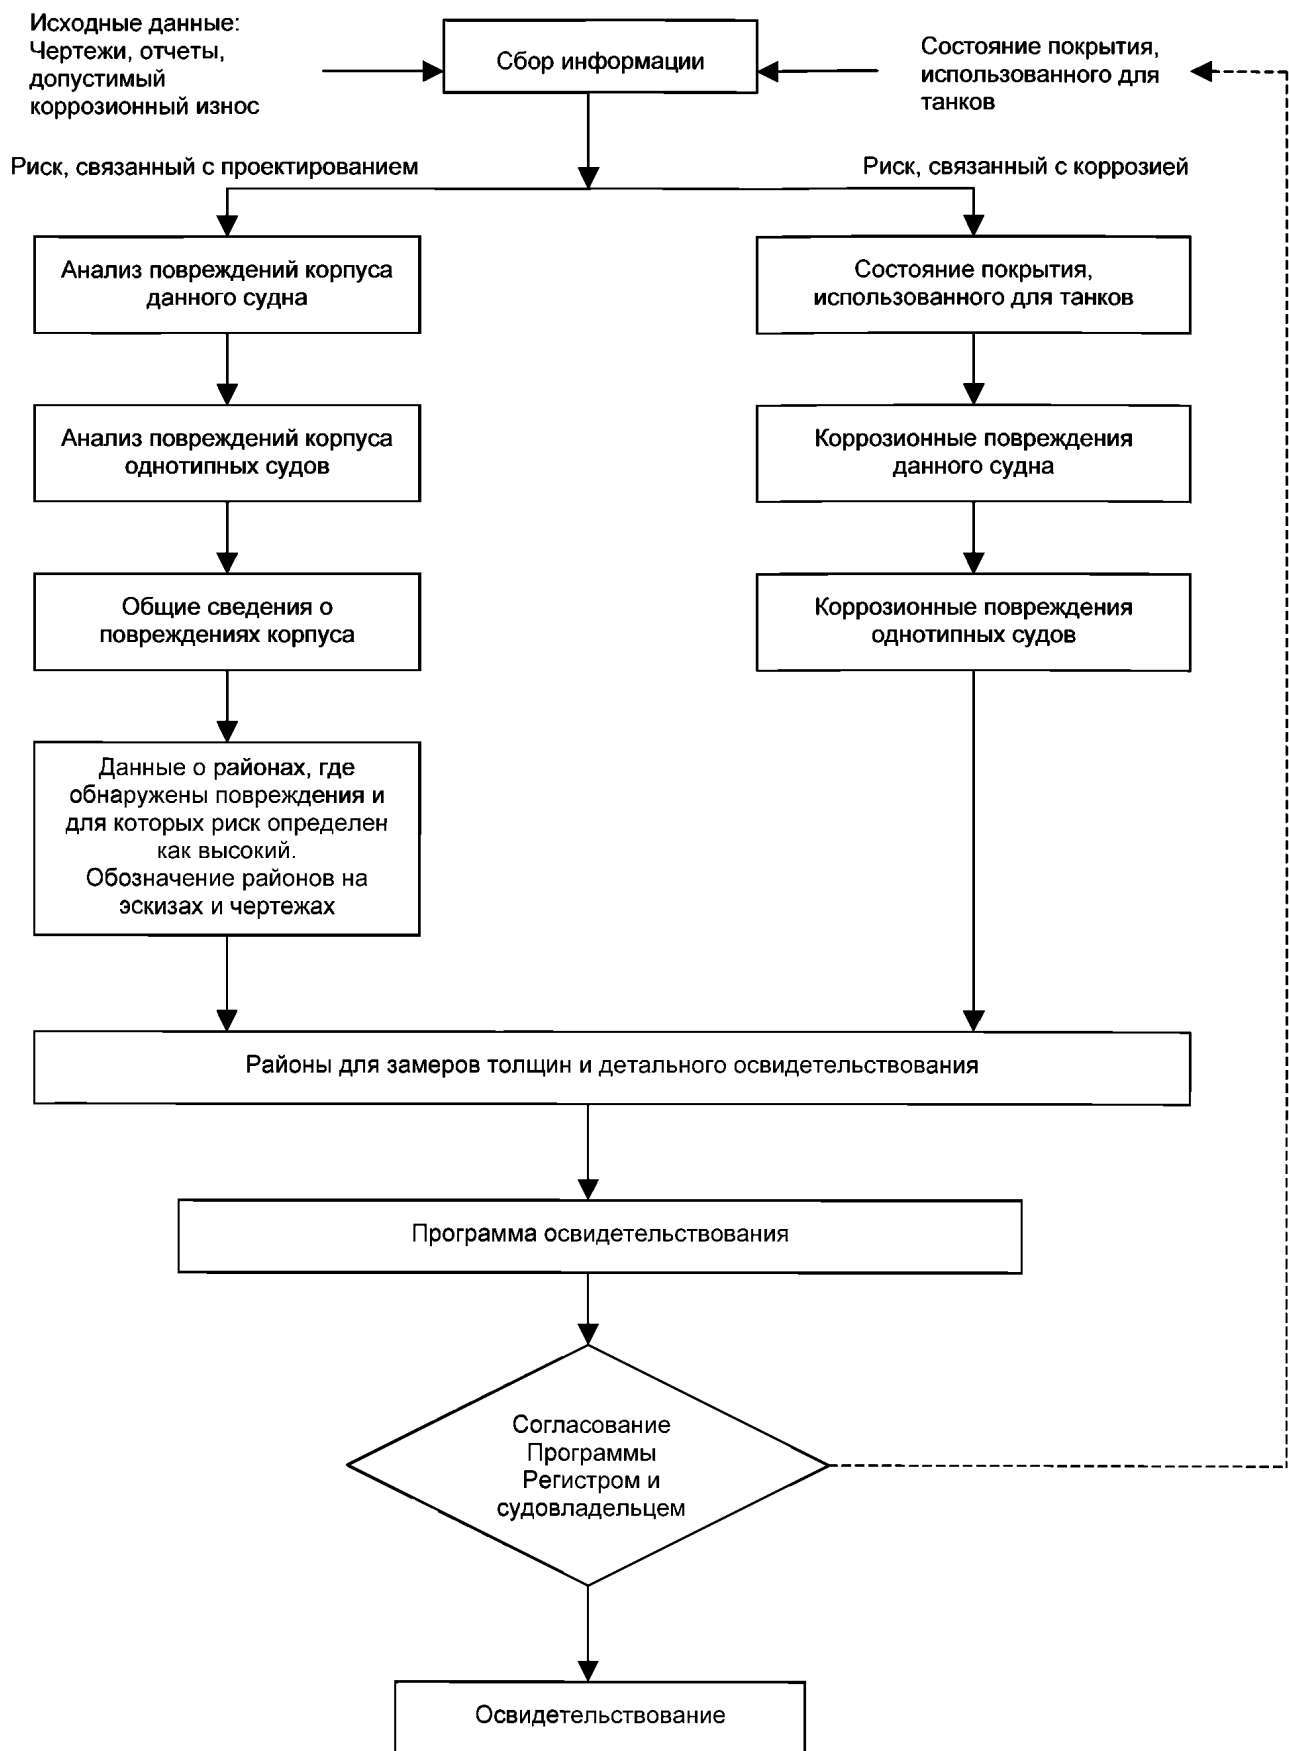 Исходные данные:
Чертежи, отчеты,
допустимый
коррозионный износ
Сбор информации
Состояние покрытия,
использованного для
танков
Риск, связанный с проектированием
Риск, связанный с коррозией
Анализ повреждений корпуса
данного судна
Состояние покрытия,
использованного для танков
Анализ повреждений корпуса
однотипных судов
Коррозионные повреждения
данного судна
Общие сведения о
повреждениях корпуса
Коррозионные повреждения
однотипных судов
Данные о районах, где
обнаружены повреждения и
для которых риск определен
как высокий.
Обозначение районов на
эскизах и чертежах
Районы для замеров толщин и детального освидетельствования
Программа освидетельствования
Согласование
Программы
Регистром и
судовладельцем
Освидетельствование